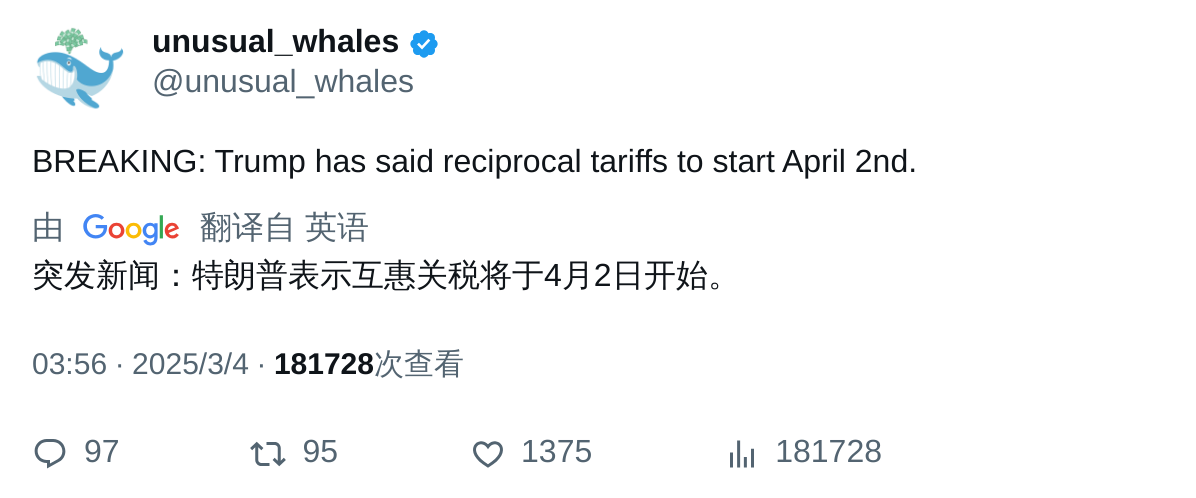 unusual_whales
@unusual_whales
BREAKING: Trump has said reciprocal tariffs to start April 2nd.
由 Google 翻译自 英语
突发新闻：特朗普表示互惠关税将于4月2日开始。
03:56 · 2025/3/4 · 181728次查看
97 95 1375 181728